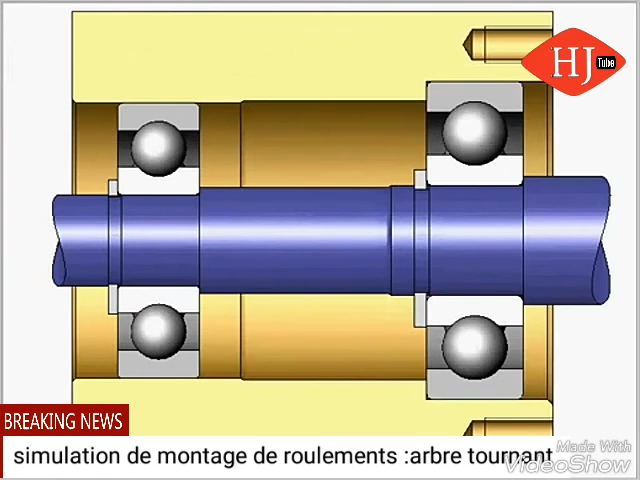 HJ
Tube
BREAKING NEWS
simulation de montage de roulements :arbre tournant
Made With
VideoShow